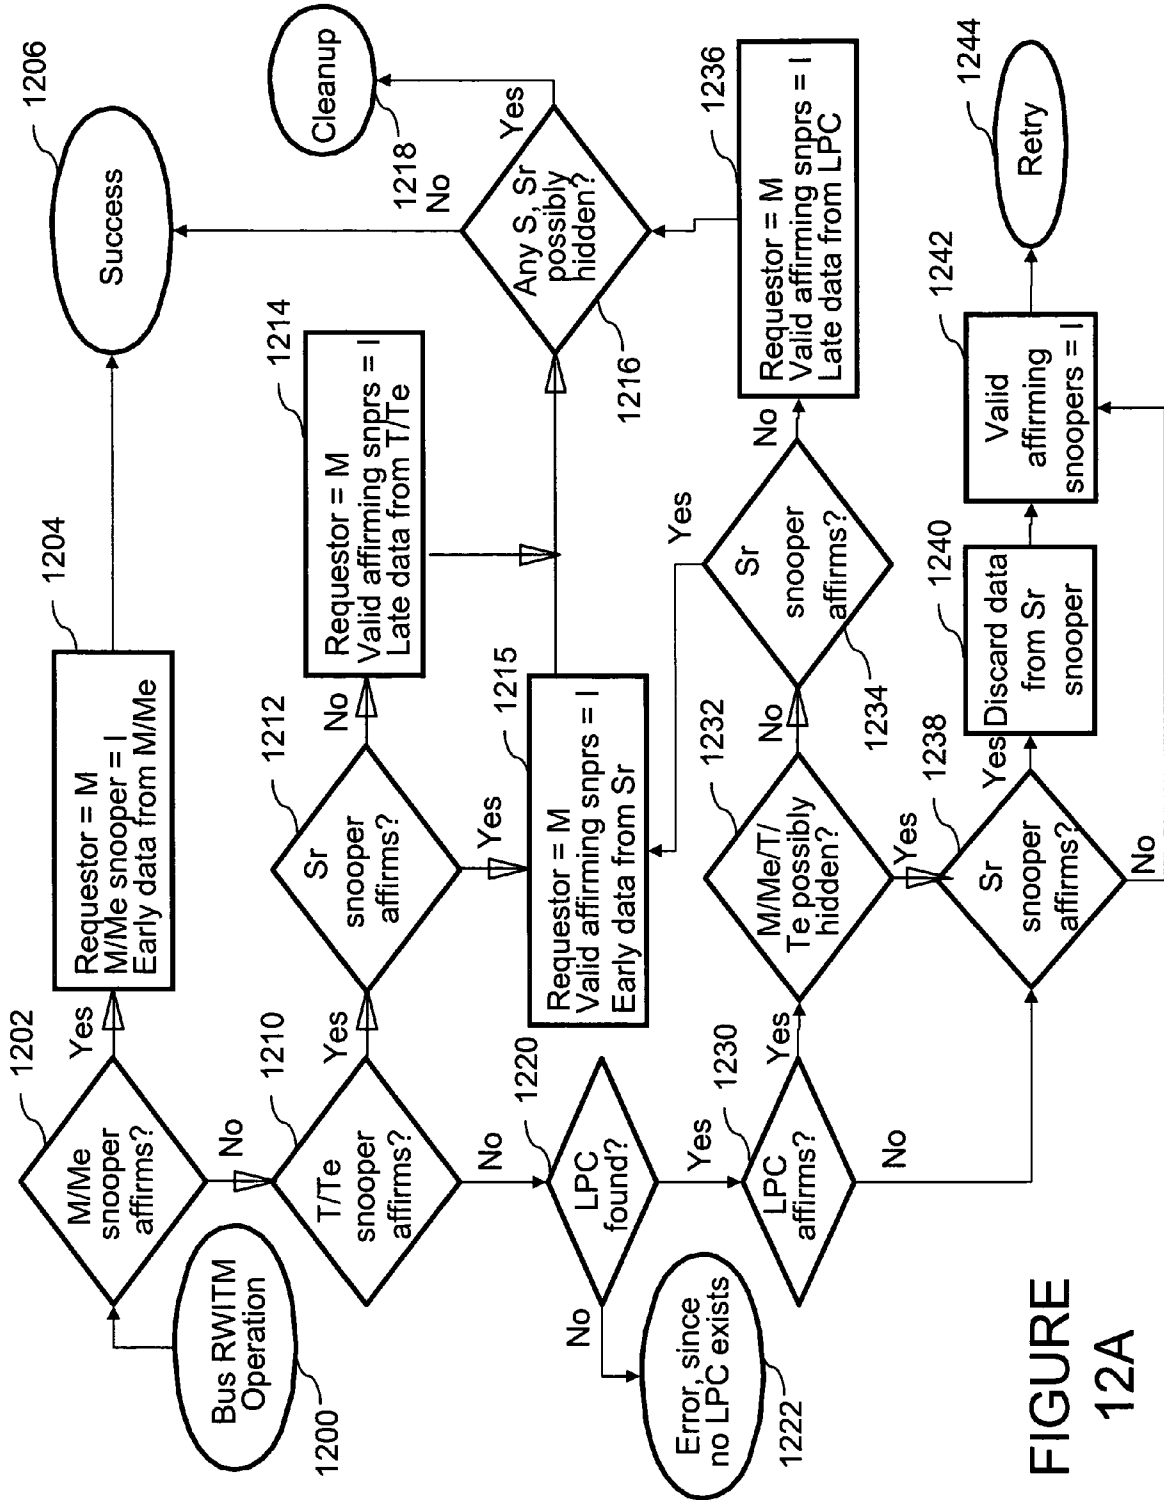 Bus RWITM
Operation
1200
M/Me
snooper
affirms?
1202
Yes
No
Requestor = M
M/Me snooper = I
Early data from M/Me
1204
Success
1206
T/Te
snooper
affirms?
1210
Yes
No
Sr
snooper
affirms?
1212
No
Yes
Requestor = M
Valid affirming snprs = I
Late data from T/Te
1214
Requestor = M
Valid affirming snprs = I
Early data from Sr
1215
Any S, Sr
possibly
hidden?
1216
No
Yes
Cleanup
1218
LPC
found?
1220
No
Yes
Error, since
no LPC exists
1222
LPC
affirms?
1230
Yes
No
M/Me/T/
Te possibly
hidden?
1232
No
Yes
Sr
snooper
affirms?
1234
Yes
No
Requestor = M
Valid affirming snprs = I
Late data from LPC
1236
Sr
snooper
affirms?
1238
Yes
No
Discard data
from Sr
snooper
1240
Valid
affirming
snoopers = I
1242
Retry
1244
FIGURE
12A